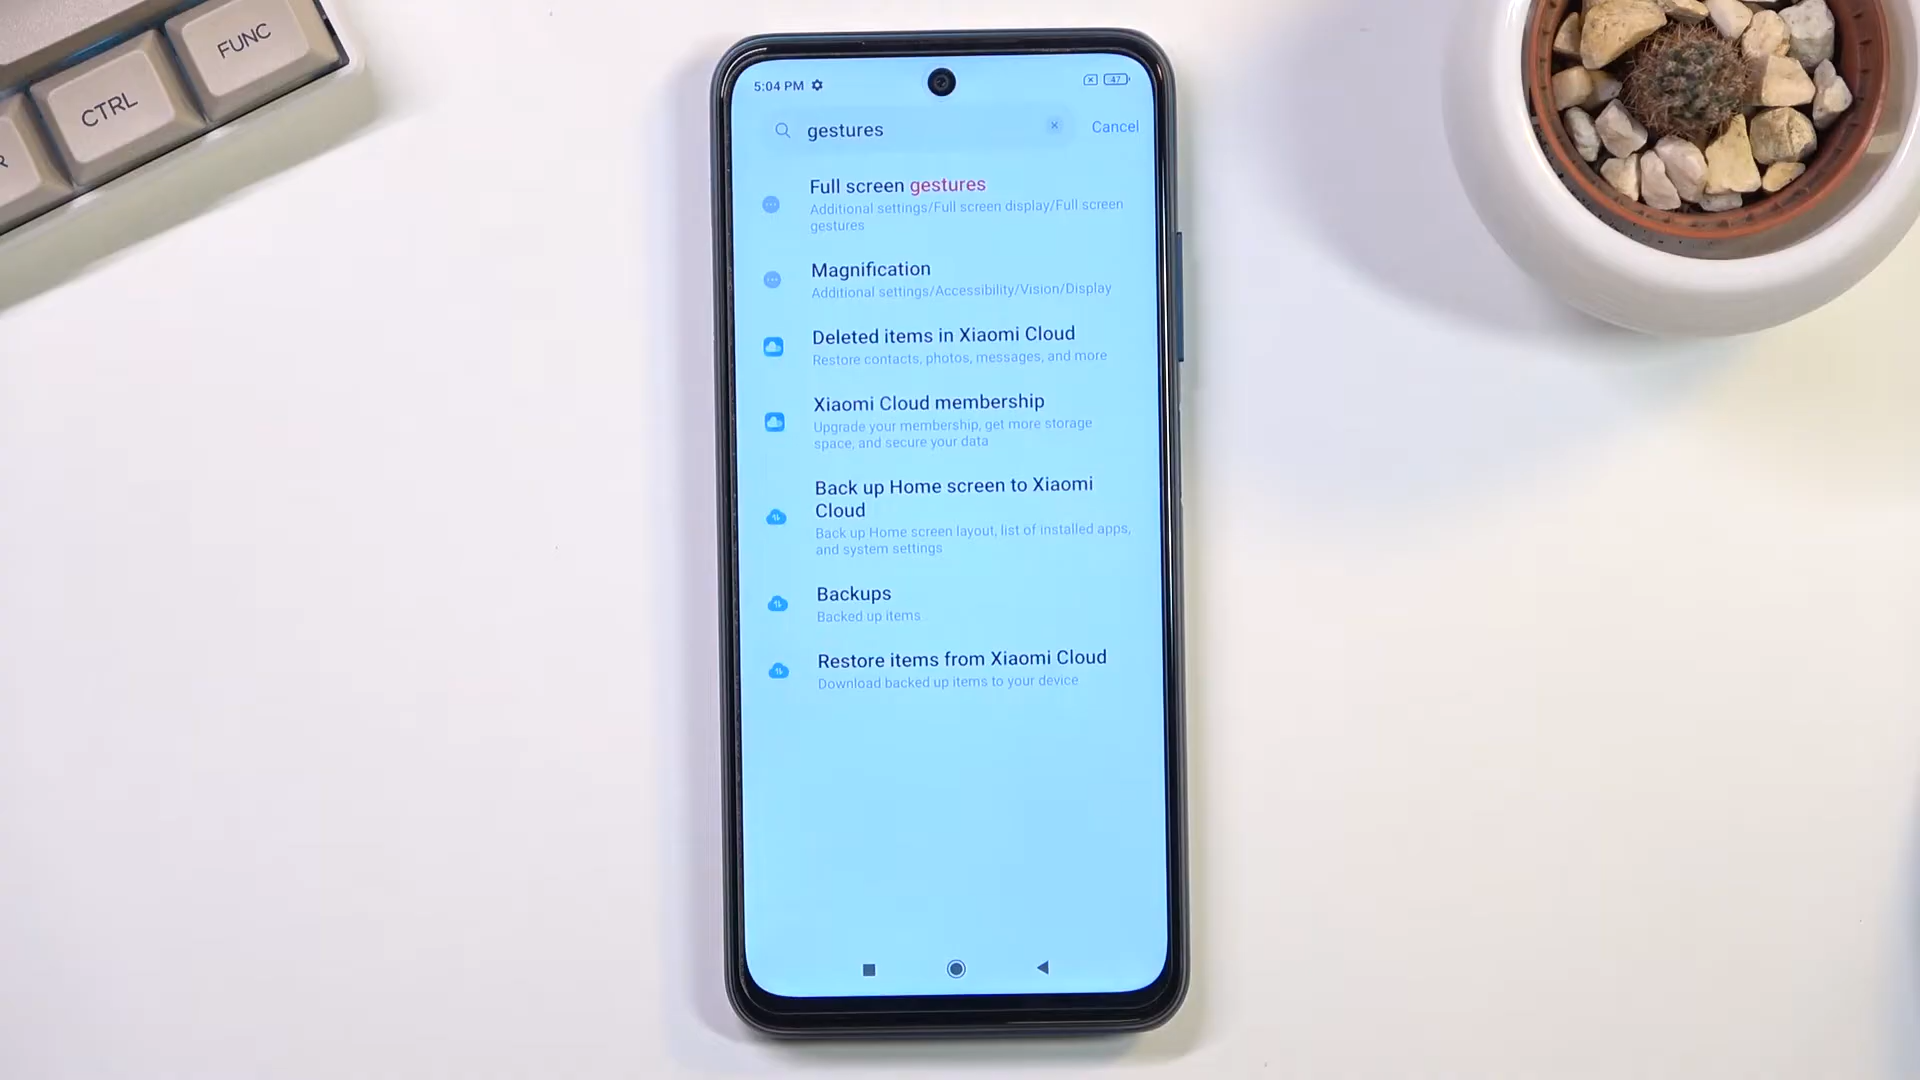 FUNC
CTRL
R
5:04 PM
47
gestures
Cancel
Full screen gestures
Additional settings/Full screen display/Full screen
gestures
Magnification
Additional settings/Accessibility/Vision/Display
Deleted items in Xiaomi Cloud
Restore contacts, photos, messages, and more
Xiaomi Cloud membership
Upgrade your membership, get more storage
space, and secure your data
Back up Home screen to Xiaomi
Cloud
Back up Home screen layout, list of installed apps,
and system settings
Backups
Backed up items
Restore items from Xiaomi Cloud
Download backed up items to your device